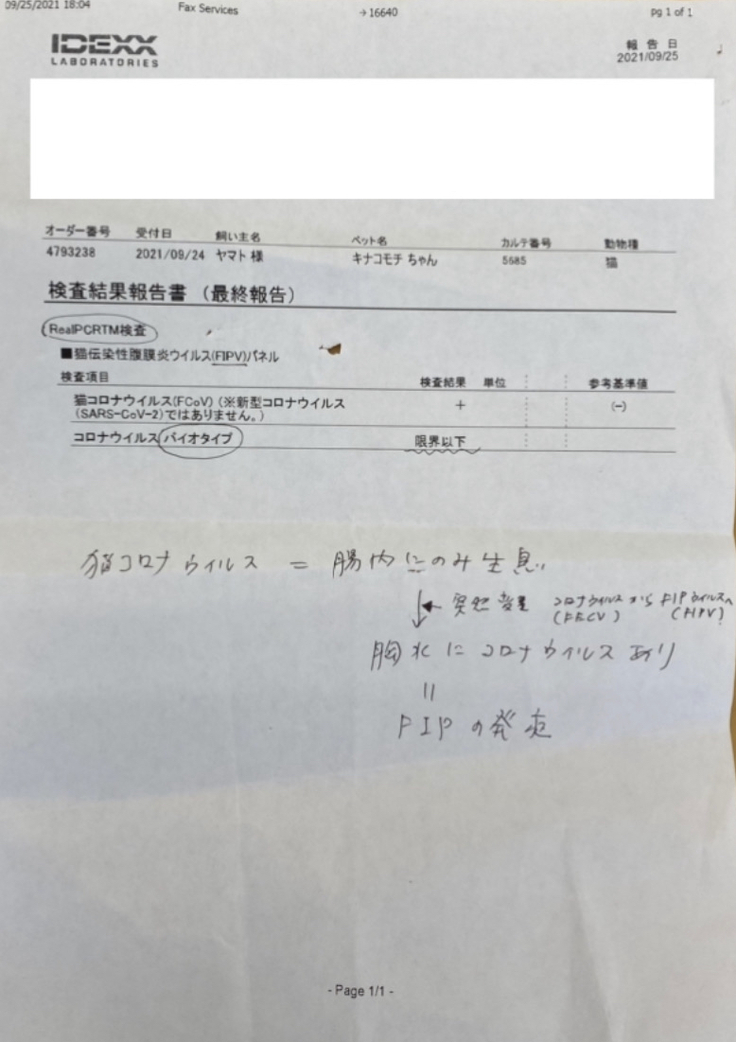 09/25/2021 18:04 Fax Services →16640 pg 1 of 1
IDEXX
LABORATORIES
報告日
2021/09/25
オーダー番号 受付日 飼い主名 ペット名 カルテ番号 動物種
4793238 2021/09/24 ヤマト 様 キナコモチ ちゃん 5685 猫
検査結果報告書 (最終報告)
RealPCRTM検査
■猫伝染性腹膜炎ウイルス(FIPV)パネル
検査項目 検査結果 単位 参考基準値
猫コロナウイルス(FCoV) (※新型コロナウイルス + (-)
(SARS-CoV-2)ではありません。)
コロナウイルスバイオタイプ 限界以下
猫コロナウイルス = 腸内にのみ生息
突然変異 コロナウイルスからFIPウイルスへ
(FECV) (FIPV)
胸水にコロナウイルスあり
||
FIPの発症
- Page 1/1 -